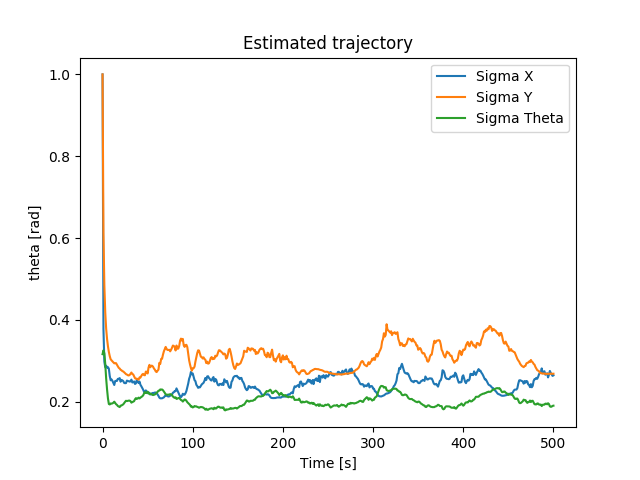 Estimated trajectory
Sigma X
Sigma Y
Sigma Theta
theta [rad]
1.0
0.8
0.6
0.4
0.2
0
100
200
300
400
500
Time [s]